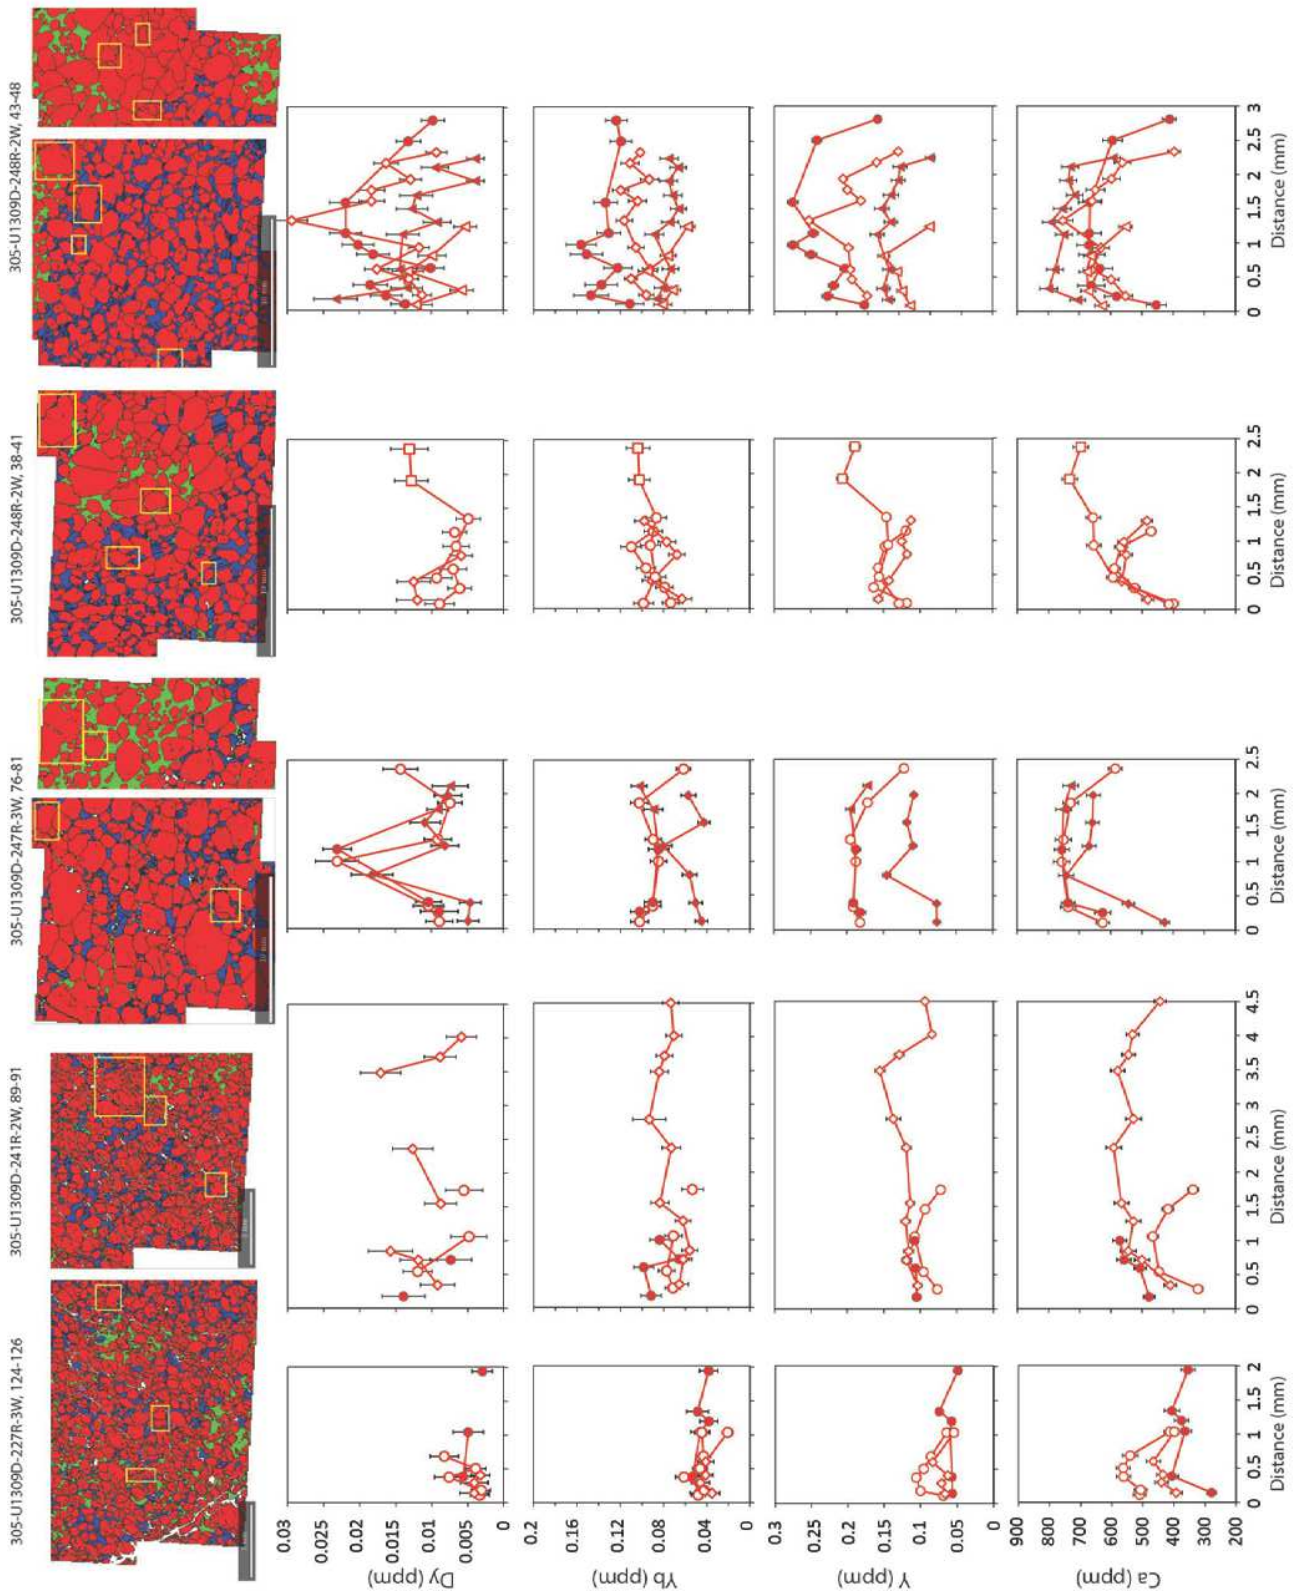 305-U1309D-227R-3W, 124-126
305-U1309D-241R-2W, 89-91
305-U1309D-247R-3W, 76-81
305-U1309D-248R-2W, 38-41
305-U1309D-248R-2W, 43-48
Dy (ppm)
0.03
0.025
0.02
0.015
0.01
0.005
0
Yb (ppm)
0.2
0.16
0.12
0.08
0.04
0
Y (ppm)
0.3
0.25
0.2
0.15
0.1
0.05
0
Ca (ppm)
900
800
700
600
500
400
300
200
0 0.5 1 1.5 2
Distance (mm)
0 0.5 1 1.5 2 2.5 3 3.5 4 4.5
Distance (mm)
0 0.5 1 1.5 2 2.5
Distance (mm)
0 0.5 1 1.5 2 2.5
Distance (mm)
0 0.5 1 1.5 2 2.5 3
Distance (mm)